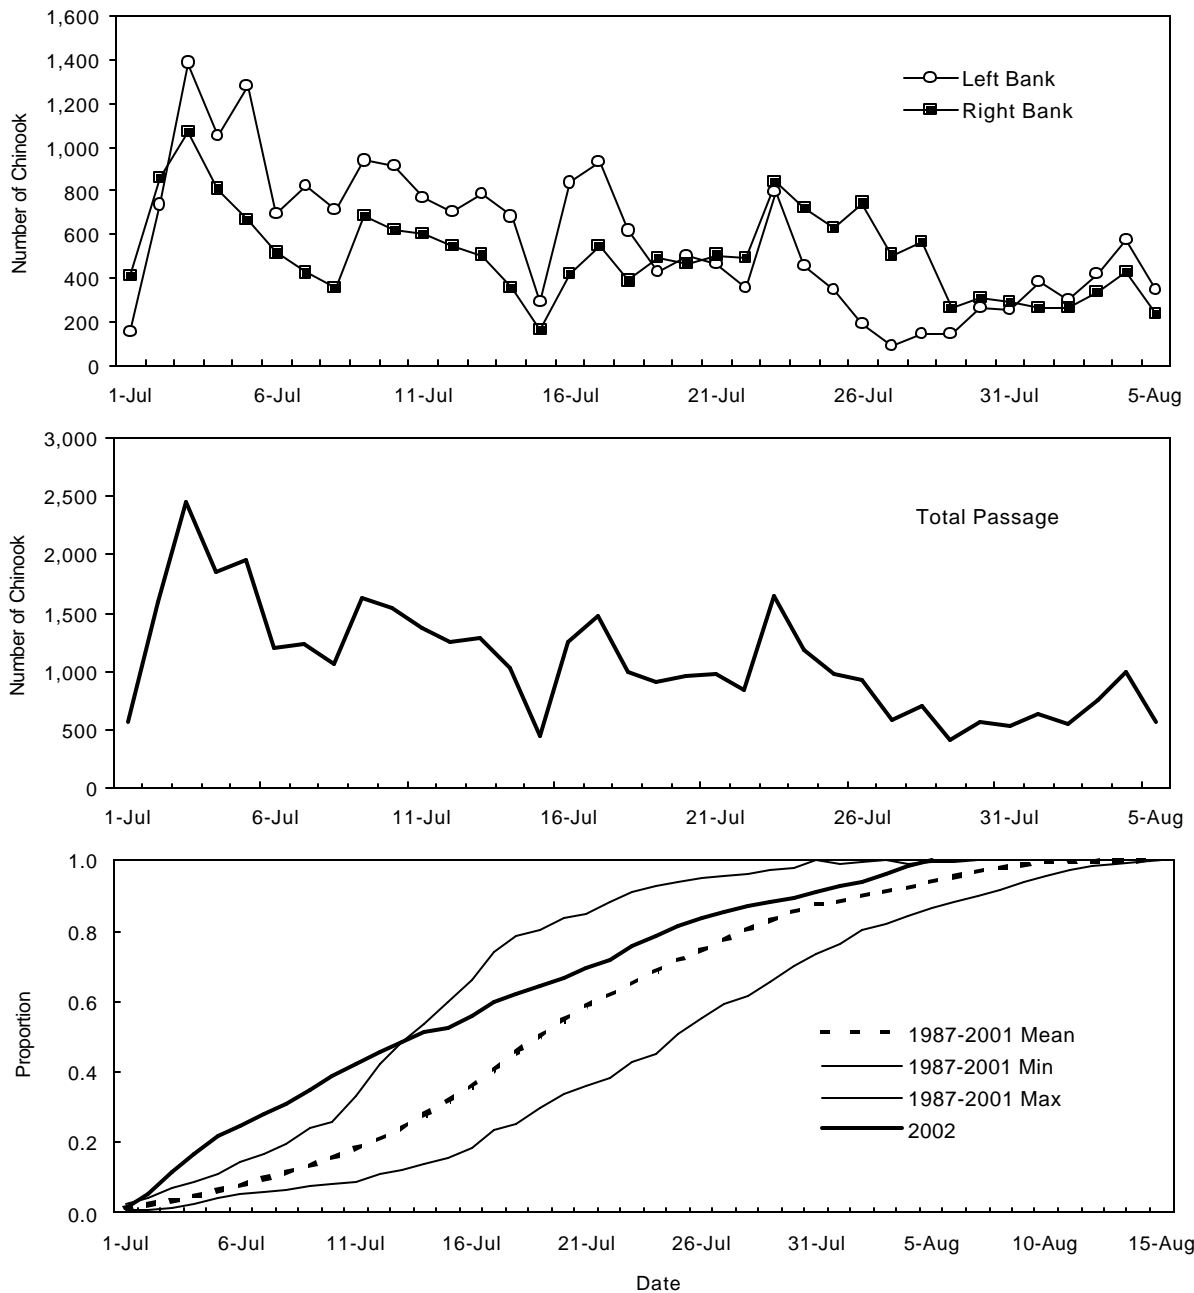 1,600
1,400
1,200
1,000
800
600
400
200
0
Number of Chinook
Left Bank
Right Bank
1-Jul 6-Jul 11-Jul 16-Jul 21-Jul 26-Jul 31-Jul 5-Aug
3,000
2,500
2,000
1,500
1,000
500
0
Number of Chinook
Total Passage
1-Jul 6-Jul 11-Jul 16-Jul 21-Jul 26-Jul 31-Jul 5-Aug
1.0
0.8
0.6
0.4
0.2
0.0
Proportion
1987-2001 Mean
1987-2001 Min
1987-2001 Max
2002
1-Jul 6-Jul 11-Jul 16-Jul 21-Jul 26-Jul 31-Jul 5-Aug 10-Aug 15-Aug
Date